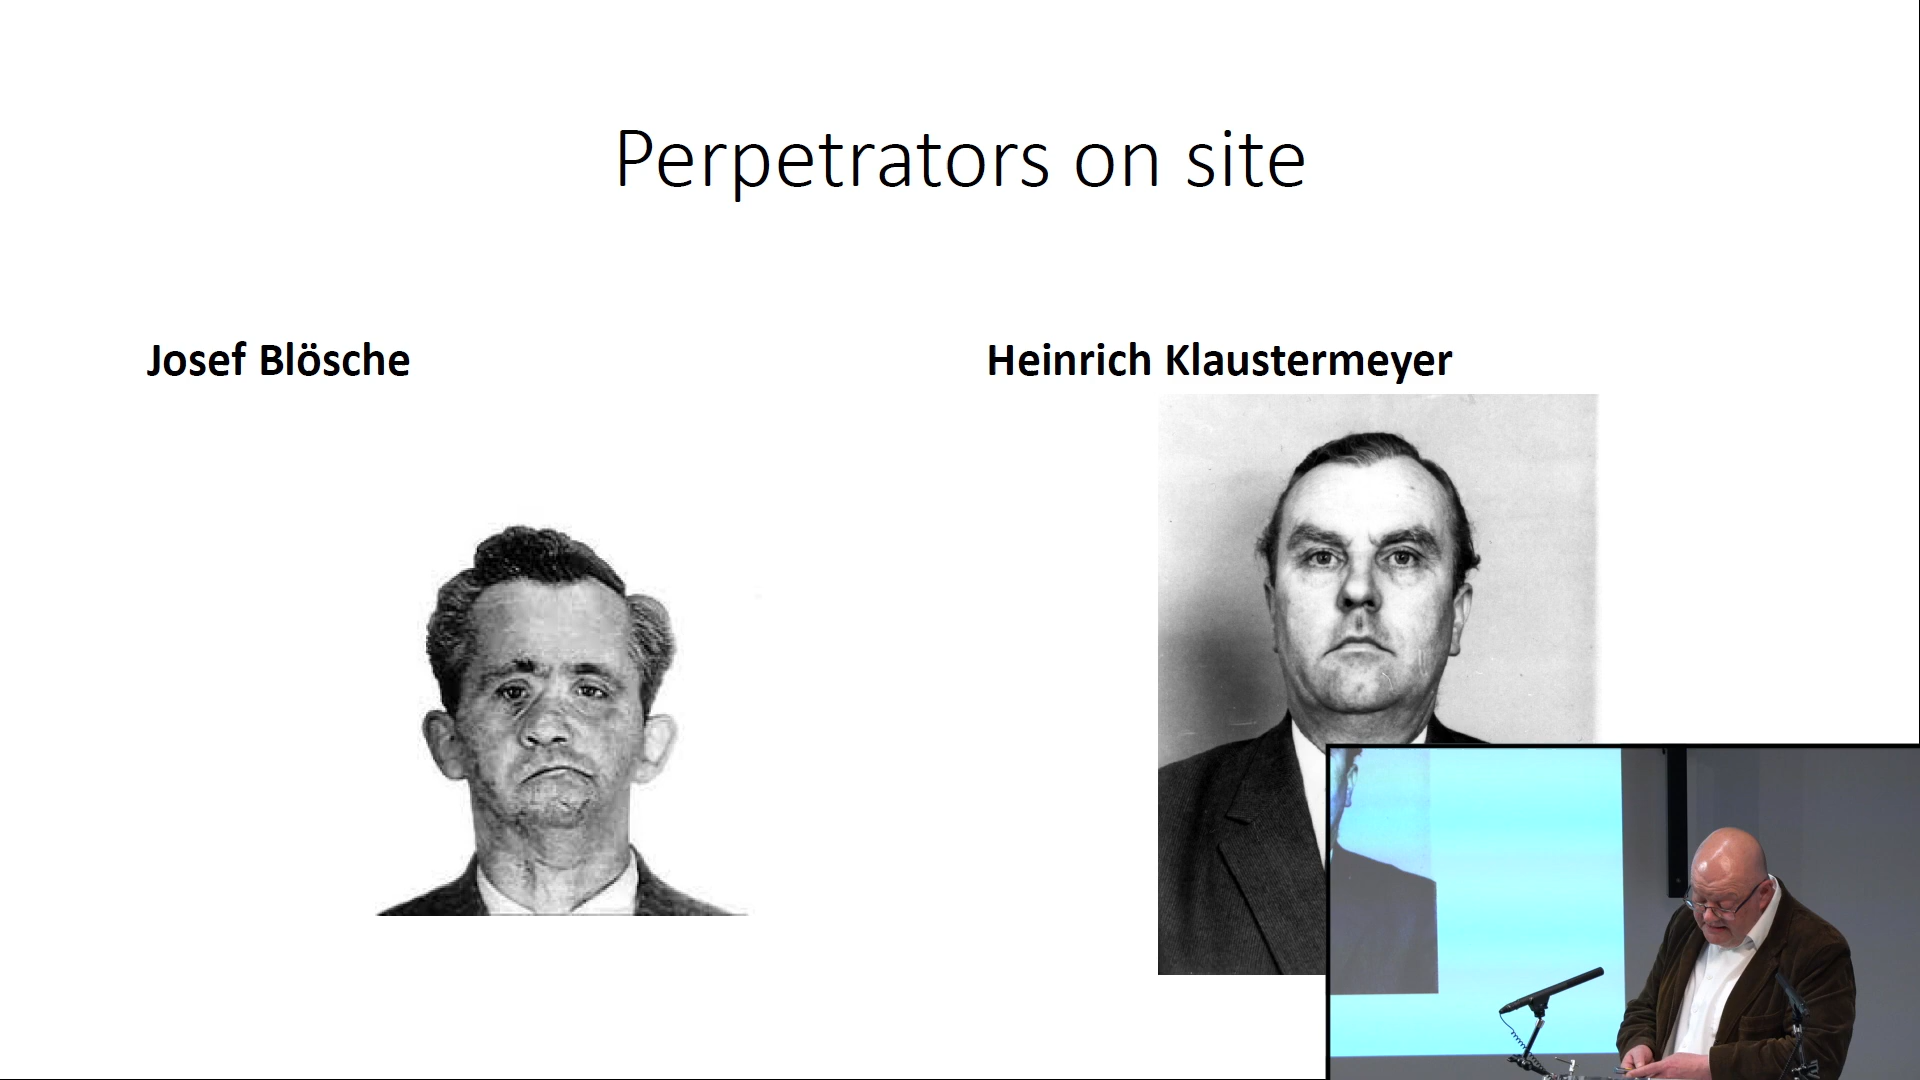 Perpetrators on site
Josef Blösche
Heinrich Klaustermeyer